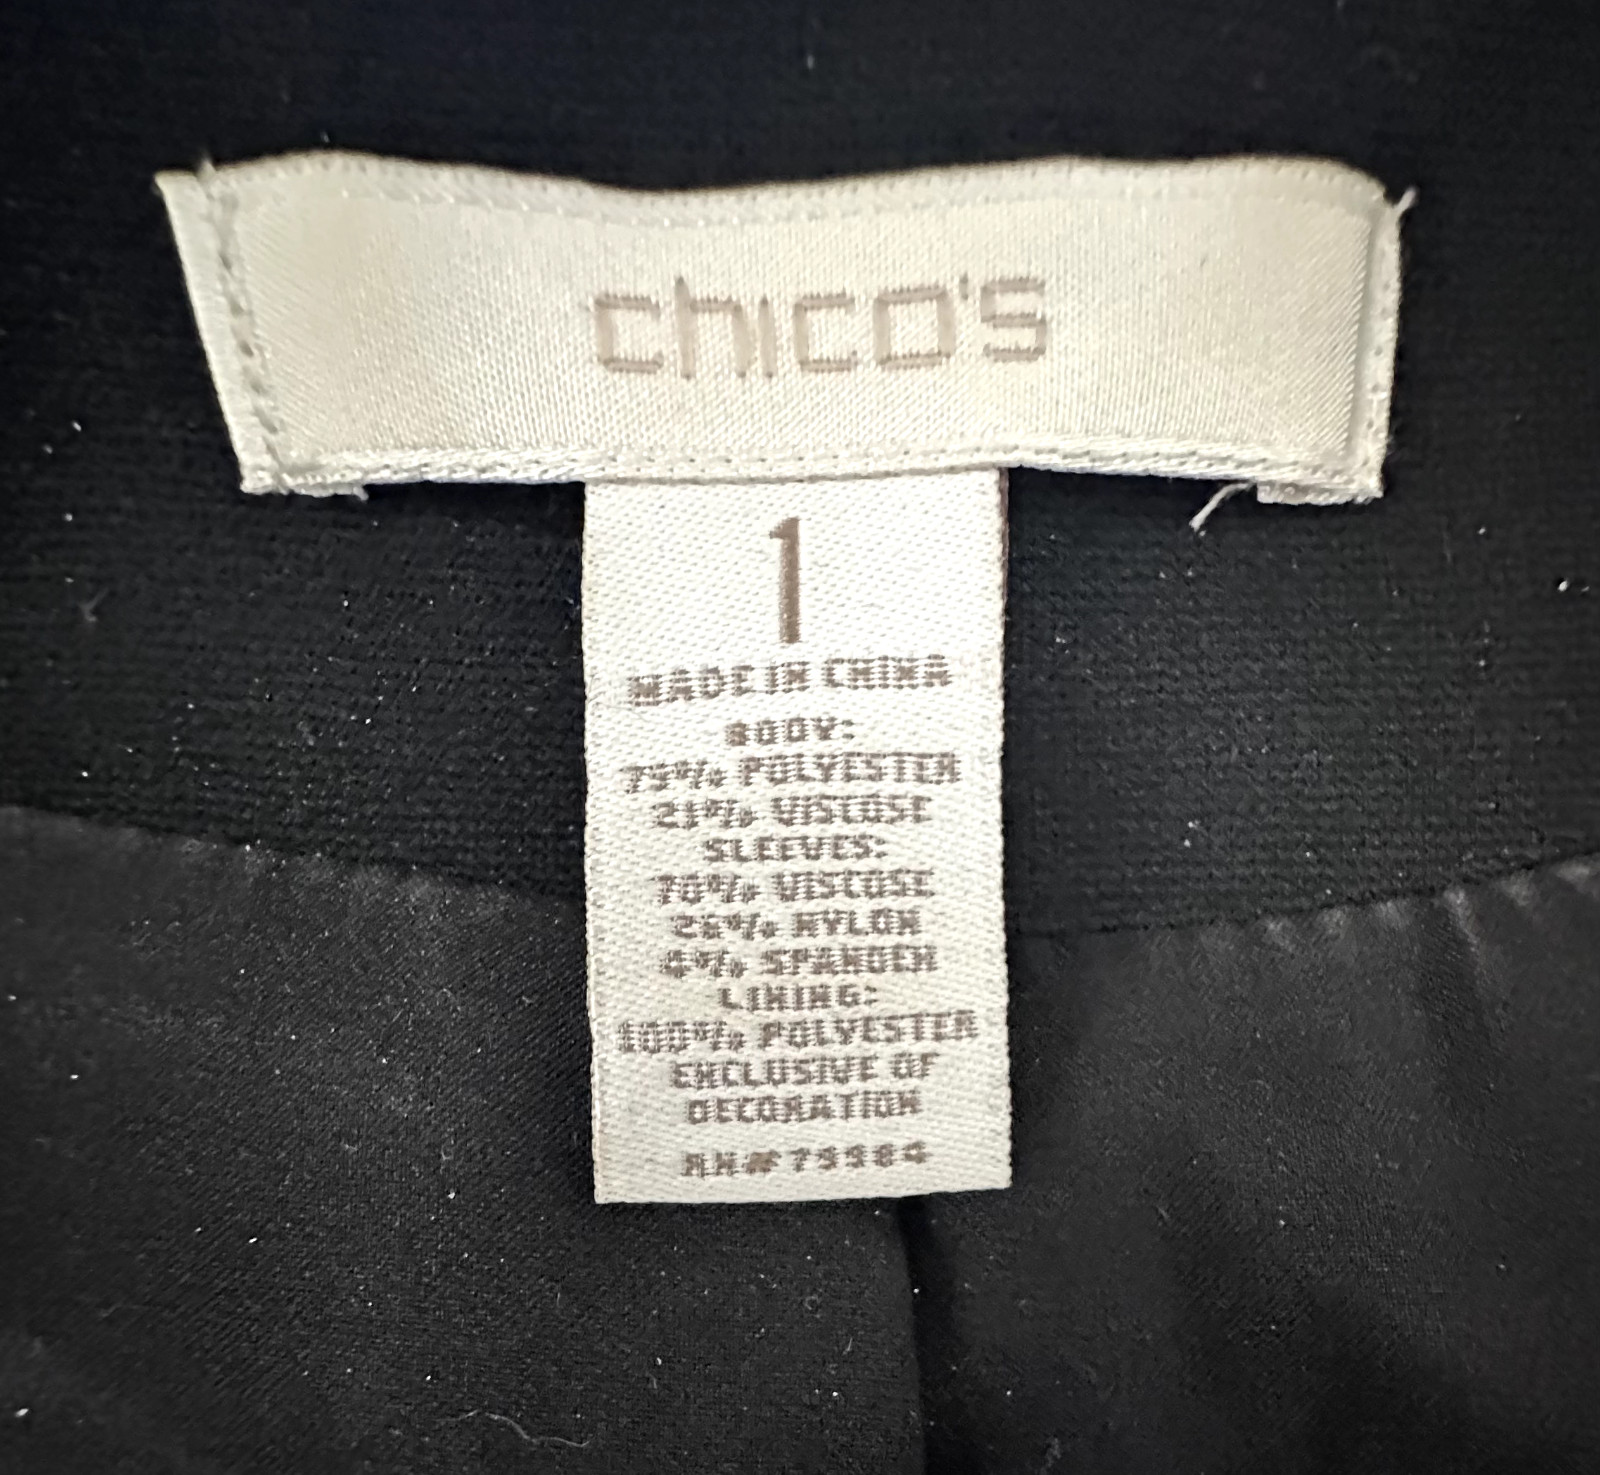 chico's
1
MADE IN CHINA
BODY:
79% POLYESTER
21% VISCOSE
SLEEVES:
70% VISCOSE
26% NYLON
4% SPANDEX
LINING:
100% POLYESTER
EXCLUSIVE OF
DECORATION
RN# 79984